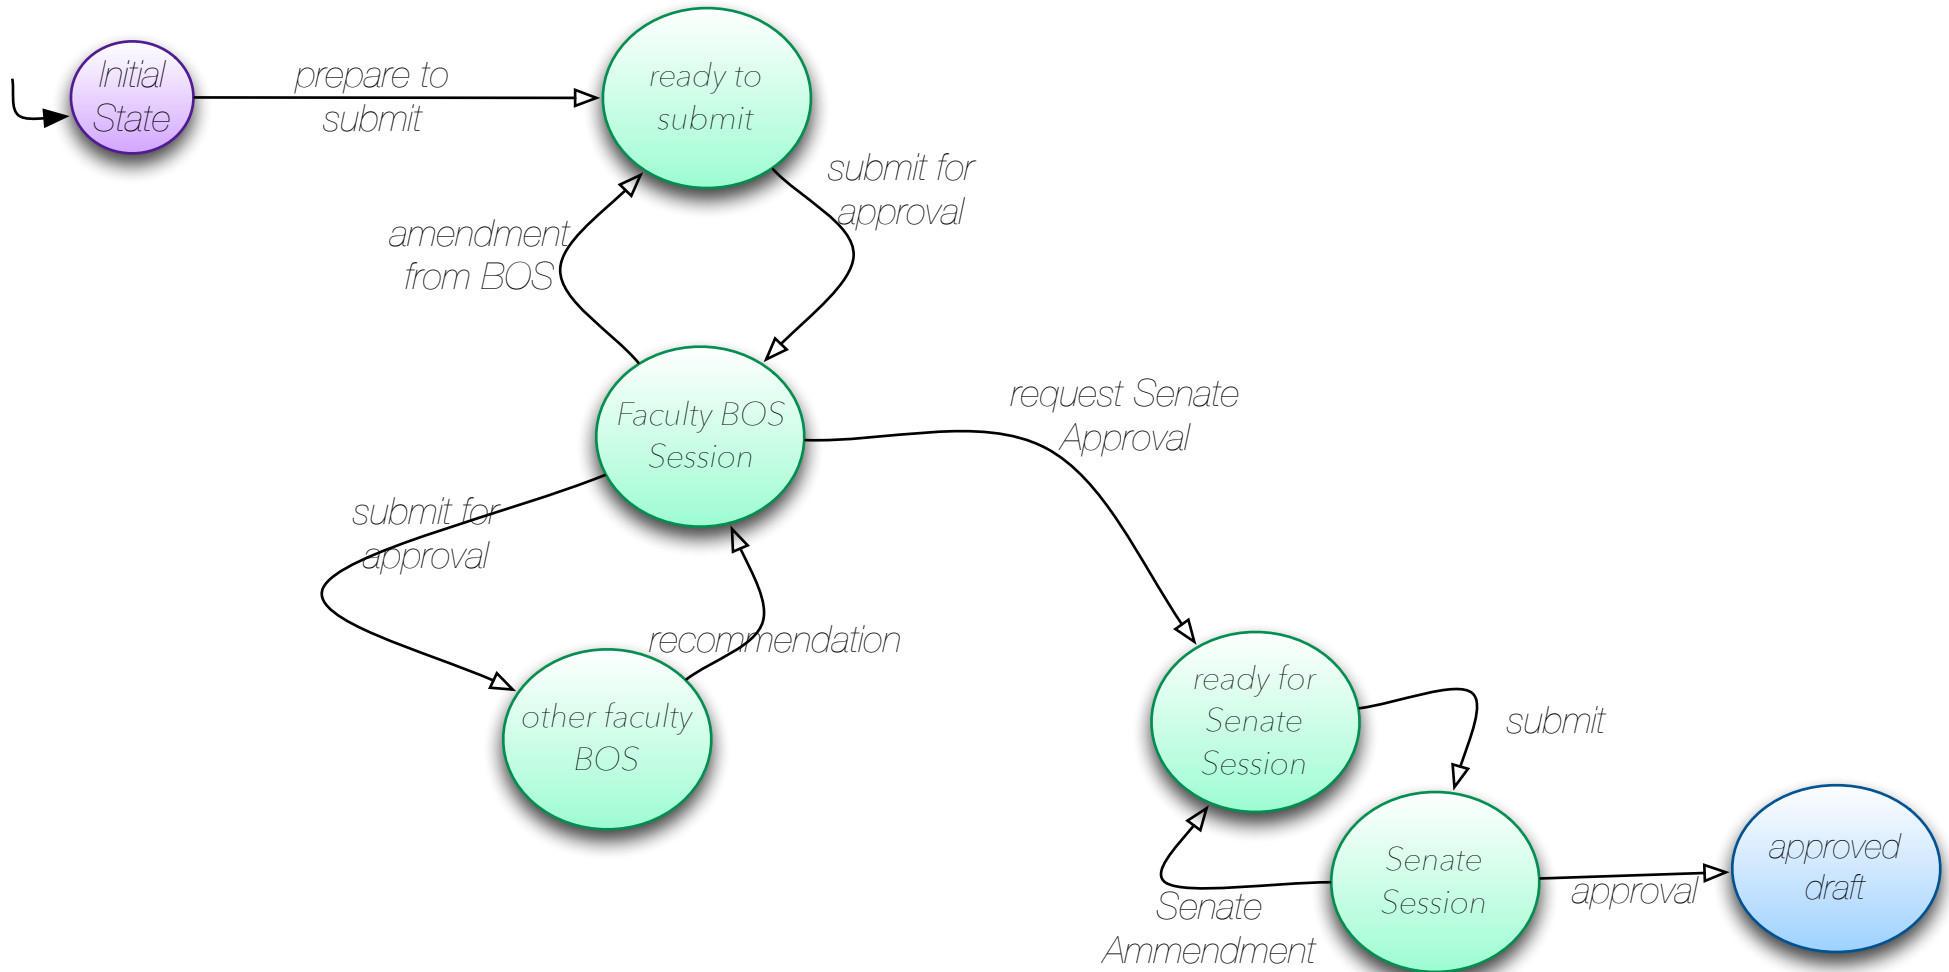 Initial
State
prepare to
submit
ready to
submit
submit for
approval
amendment
from BOS
Faculty BOS
Session
request Senate
Approval
submit for
approval
recommendation
other faculty
BOS
ready for
Senate
Session
submit
Senate
Session
Senate
Ammendment
approval
approved
draft